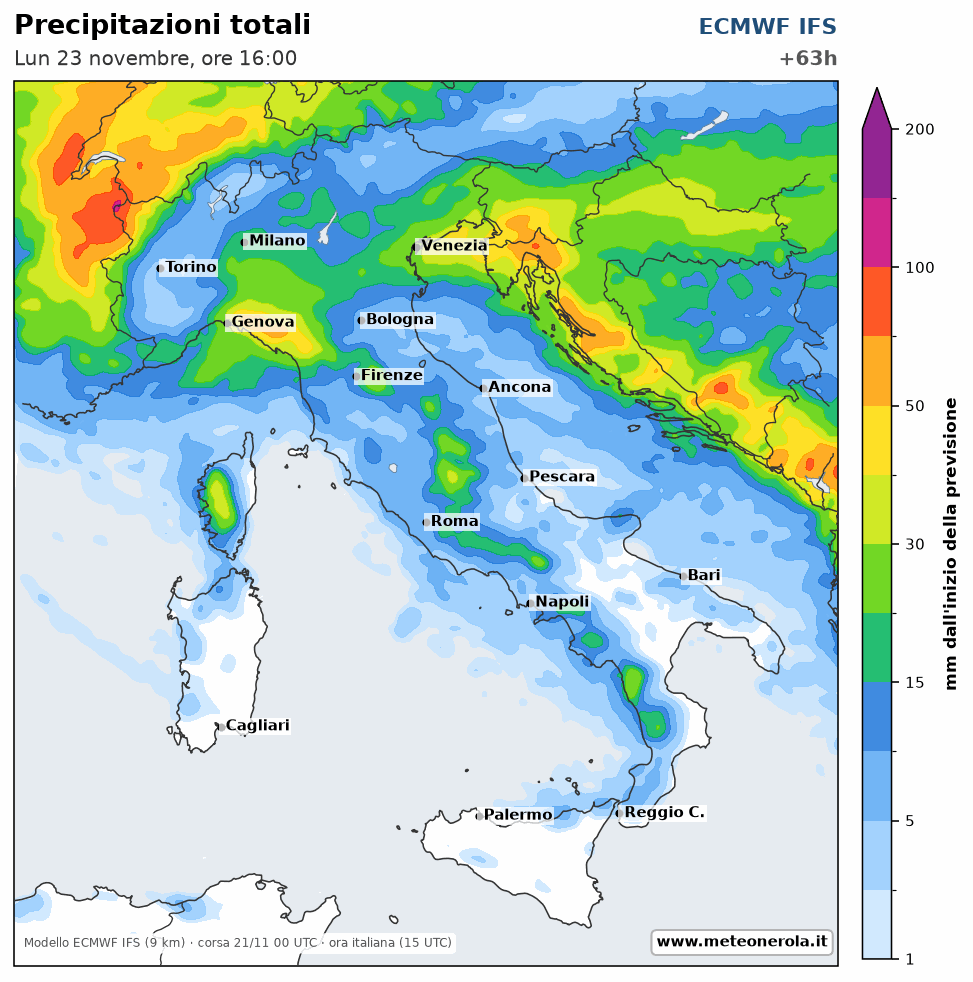 Precipitazioni totali
ECMWF IFS
Lun 23 novembre, ore 16:00
+63h
Milano
Venezia
Torino
Genova
Bologna
Firenze
Ancona
Pescara
Roma
Bari
Napoli
Cagliari
Palermo
Reggio C.
200
100
50
30
15
5
1
mm dall'inizio della previsione
Modello ECMWF IFS (9 km) · corsa 21/11 00 UTC · ora italiana (15 UTC)
www.meteonerola.it